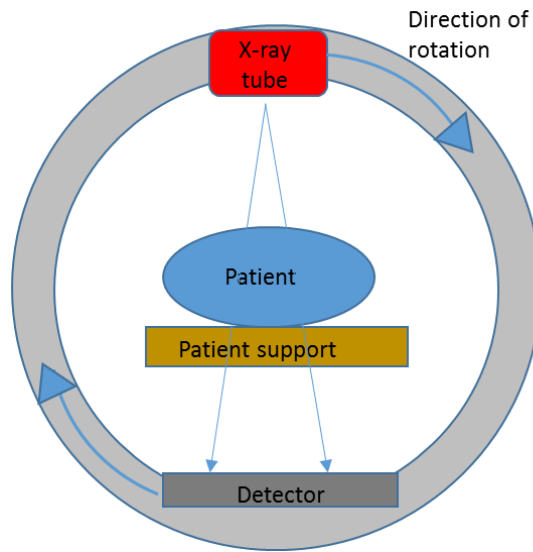 X-ray
tube
Direction of
rotation
Patient
Patient support
Detector